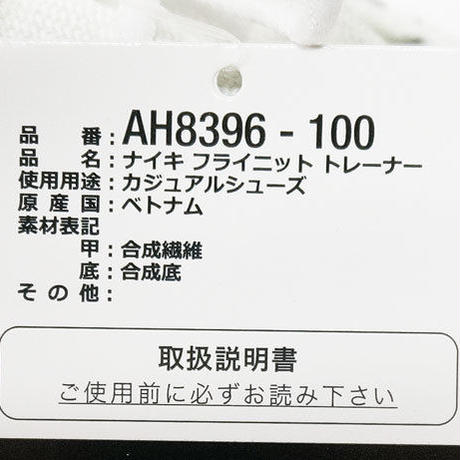 品 番 : AH8396 - 100
品 名 : ナイキ フライニット トレーナー
使用用途 : カジュアルシューズ
原 産 国 : ベトナム
素材表記
甲 : 合成繊維
底 : 合成底
そ の 他 :
取扱説明書
ご使用前に必ずお読み下さい